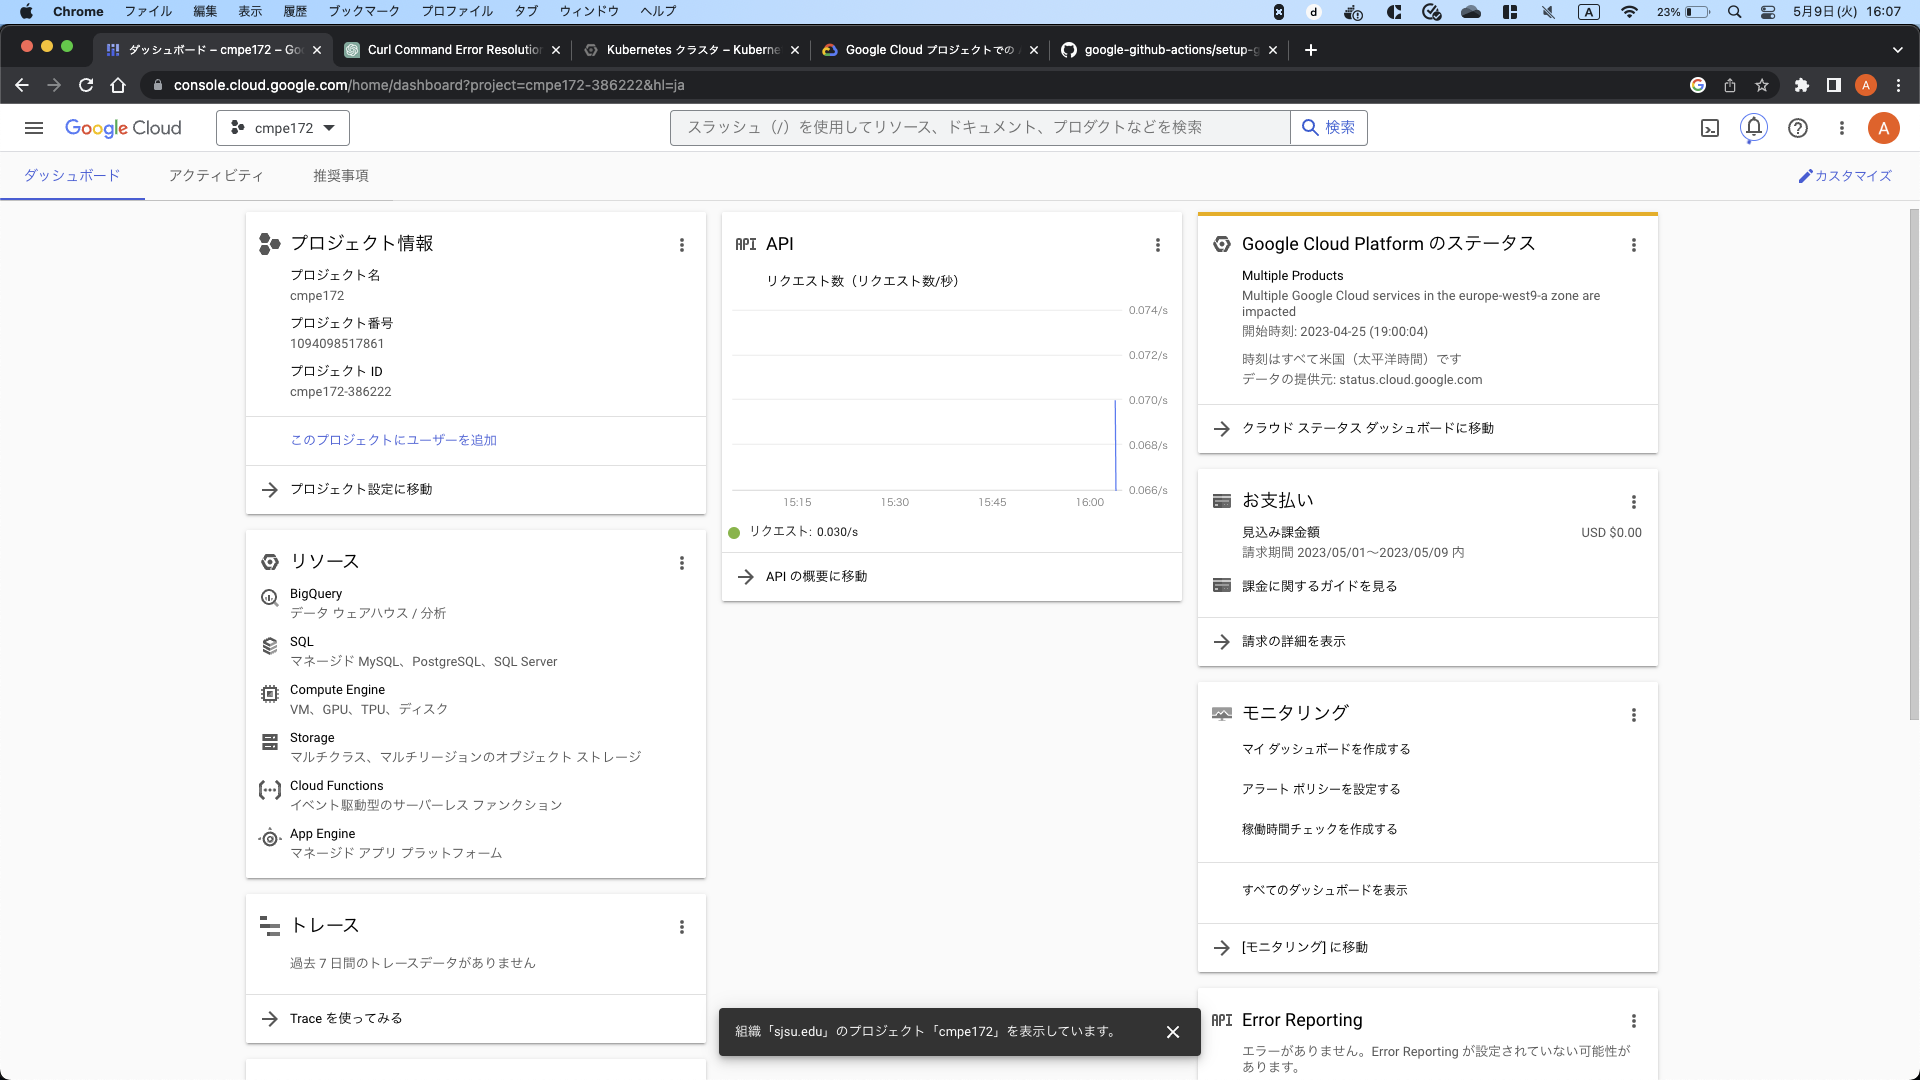 Chrome ファイル 編集 表示 履歴 ブックマーク プロファイル タブ ウィンドウ ヘルプ
A 23% 5月9日(火) 16:07
ダッシュボード – cmpe172 – Goo
Curl Command Error Resolution
Kubernetes クラスタ – Kuberne
Google Cloud プロジェクトでの
google-github-actions/setup-g
console.cloud.google.com/home/dashboard?project=cmpe172-386222&hl=ja
A
Google Cloud
cmpe172
スラッシュ（/）を使用してリソース、ドキュメント、プロダクトなどを検索
検索
A
ダッシュボード
アクティビティ
推奨事項
カスタマイズ
プロジェクト情報
プロジェクト名
cmpe172
プロジェクト番号
1094098517861
プロジェクト ID
cmpe172-386222
このプロジェクトにユーザーを追加
プロジェクト設定に移動
リソース
BigQuery
データ ウェアハウス / 分析
SQL
マネージド MySQL、PostgreSQL、SQL Server
Compute Engine
VM、GPU、TPU、ディスク
Storage
マルチクラス、マルチリージョンのオブジェクト ストレージ
Cloud Functions
イベント駆動型のサーバーレス ファンクション
App Engine
マネージド アプリ プラットフォーム
トレース
過去 7 日間のトレースデータがありません
Trace を使ってみる
API API
リクエスト数（リクエスト数/秒）
0.074/s
0.072/s
0.070/s
0.068/s
0.066/s
15:15 15:30 15:45 16:00
リクエスト: 0.030/s
API の概要に移動
Google Cloud Platform のステータス
Multiple Products
Multiple Google Cloud services in the europe-west9-a zone are
impacted
開始時刻: 2023-04-25 (19:00:04)
時刻はすべて米国（太平洋時間）です
データの提供元: status.cloud.google.com
クラウド ステータス ダッシュボードに移動
お支払い
見込み課金額 USD $0.00
請求期間 2023/05/01～2023/05/09 内
課金に関するガイドを見る
請求の詳細を表示
モニタリング
マイ ダッシュボードを作成する
アラート ポリシーを設定する
稼働時間チェックを作成する
すべてのダッシュボードを表示
[モニタリング] に移動
API Error Reporting
エラーがありません。Error Reporting が設定されていない可能性が
あります。
組織「sjsu.edu」のプロジェクト「cmpe172」を表示しています。